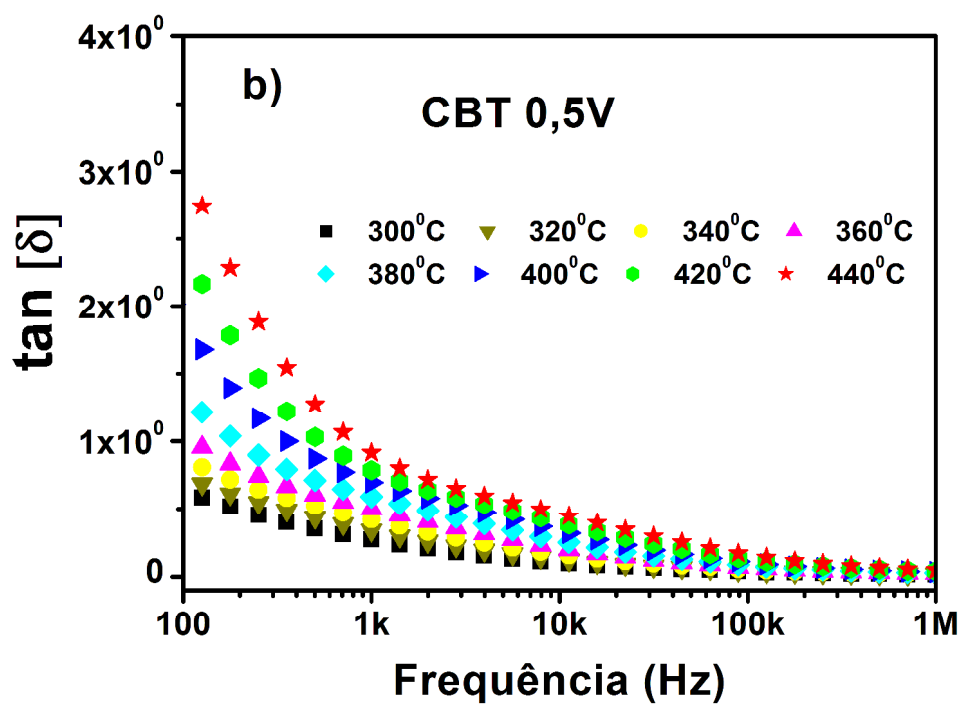 4x10⁰
b)
CBT 0,5V
3x10⁰
300⁰C 320⁰C 340⁰C 360⁰C
380⁰C 400⁰C 420⁰C 440⁰C
2x10⁰
1x10⁰
0
tan [δ]
100 1k 10k 100k 1M
Frequência (Hz)